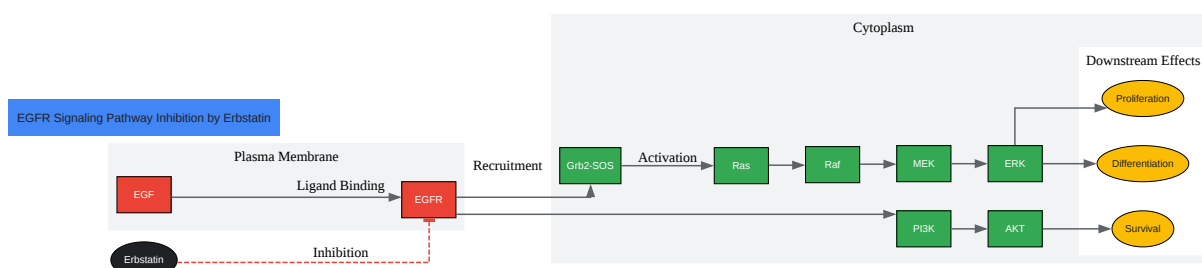 Cytoplasm
Downstream Effects
Proliferation
EGFR Signaling Pathway Inhibition by Erbstatin
Plasma Membrane
Recruitment
Grb2-SOS
Activation
Ras
Raf
MEK
ERK
Differentiation
EGF
Ligand Binding
EGFR
PI3K
AKT
Survival
Erbstatin
Inhibition